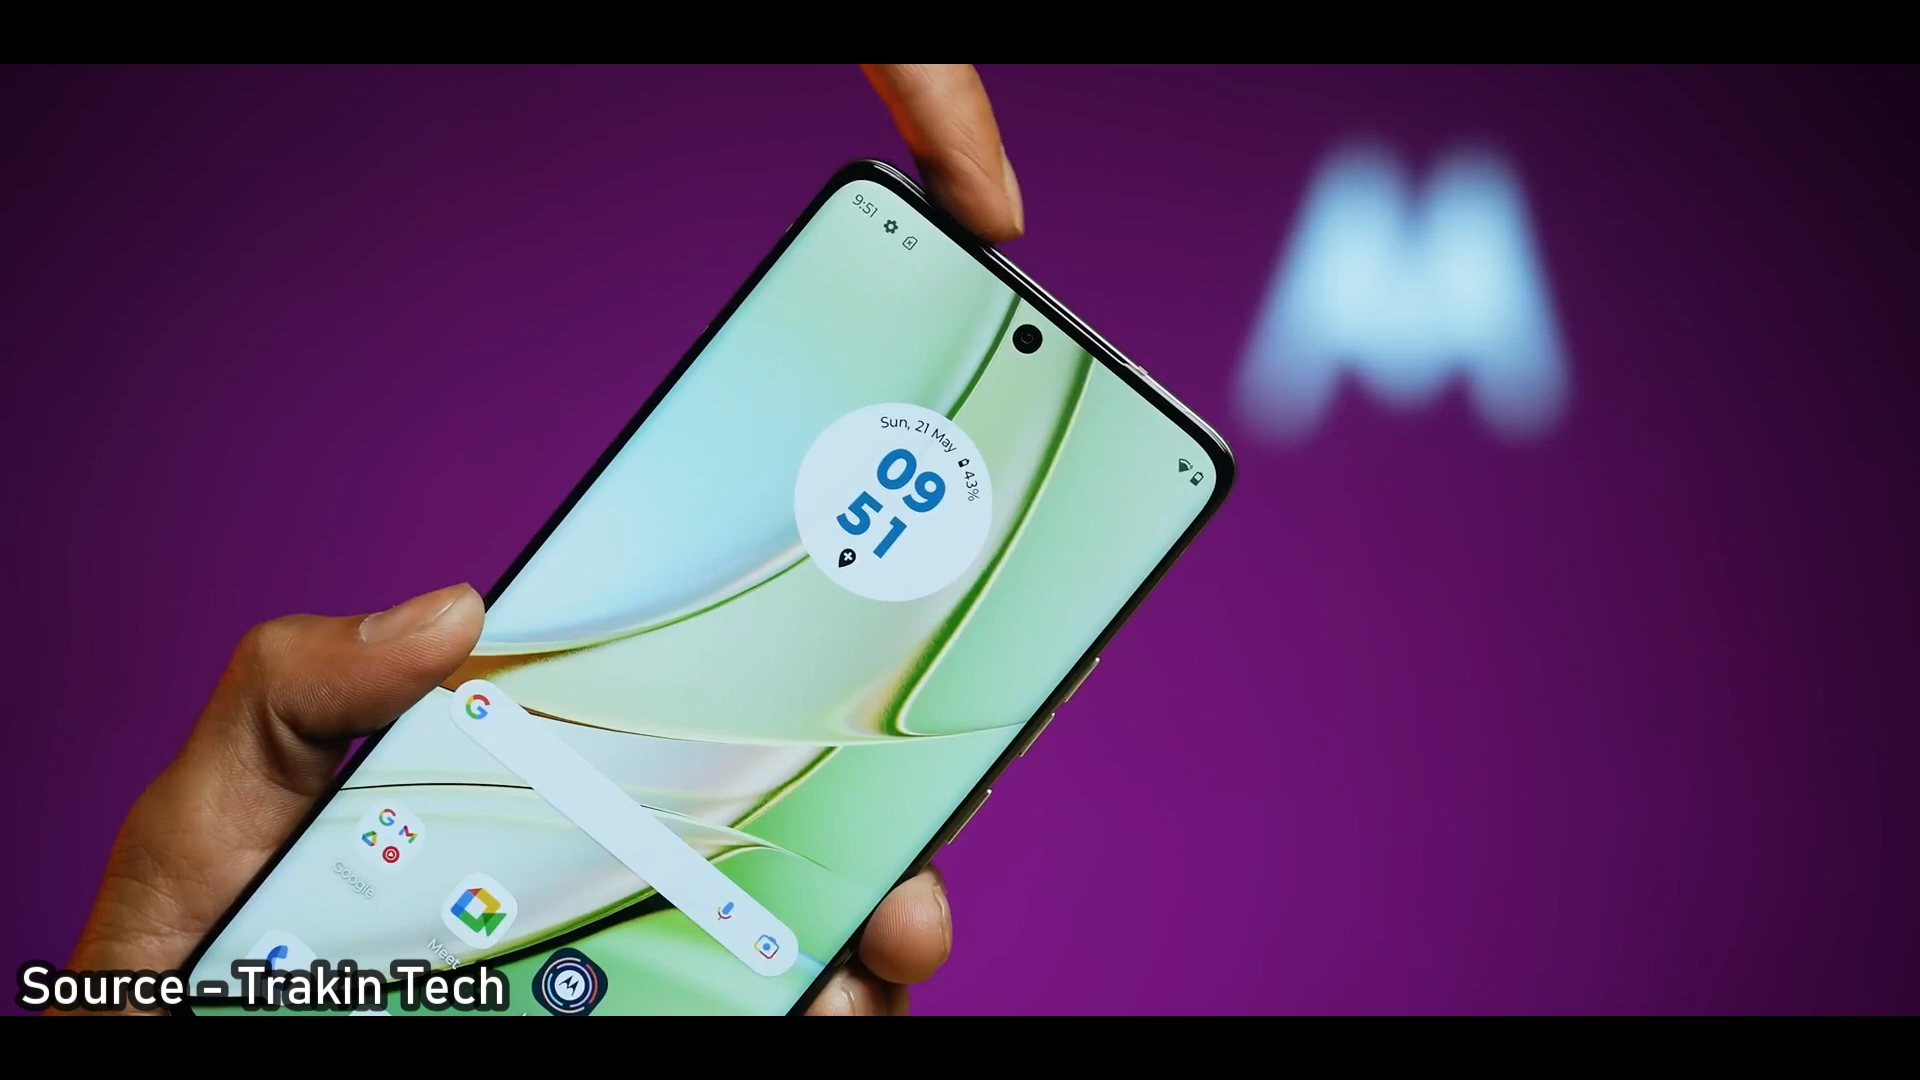 9:51
Sun, 21 May 43%
09
51
Google
Meet
Source – Trakin Tech